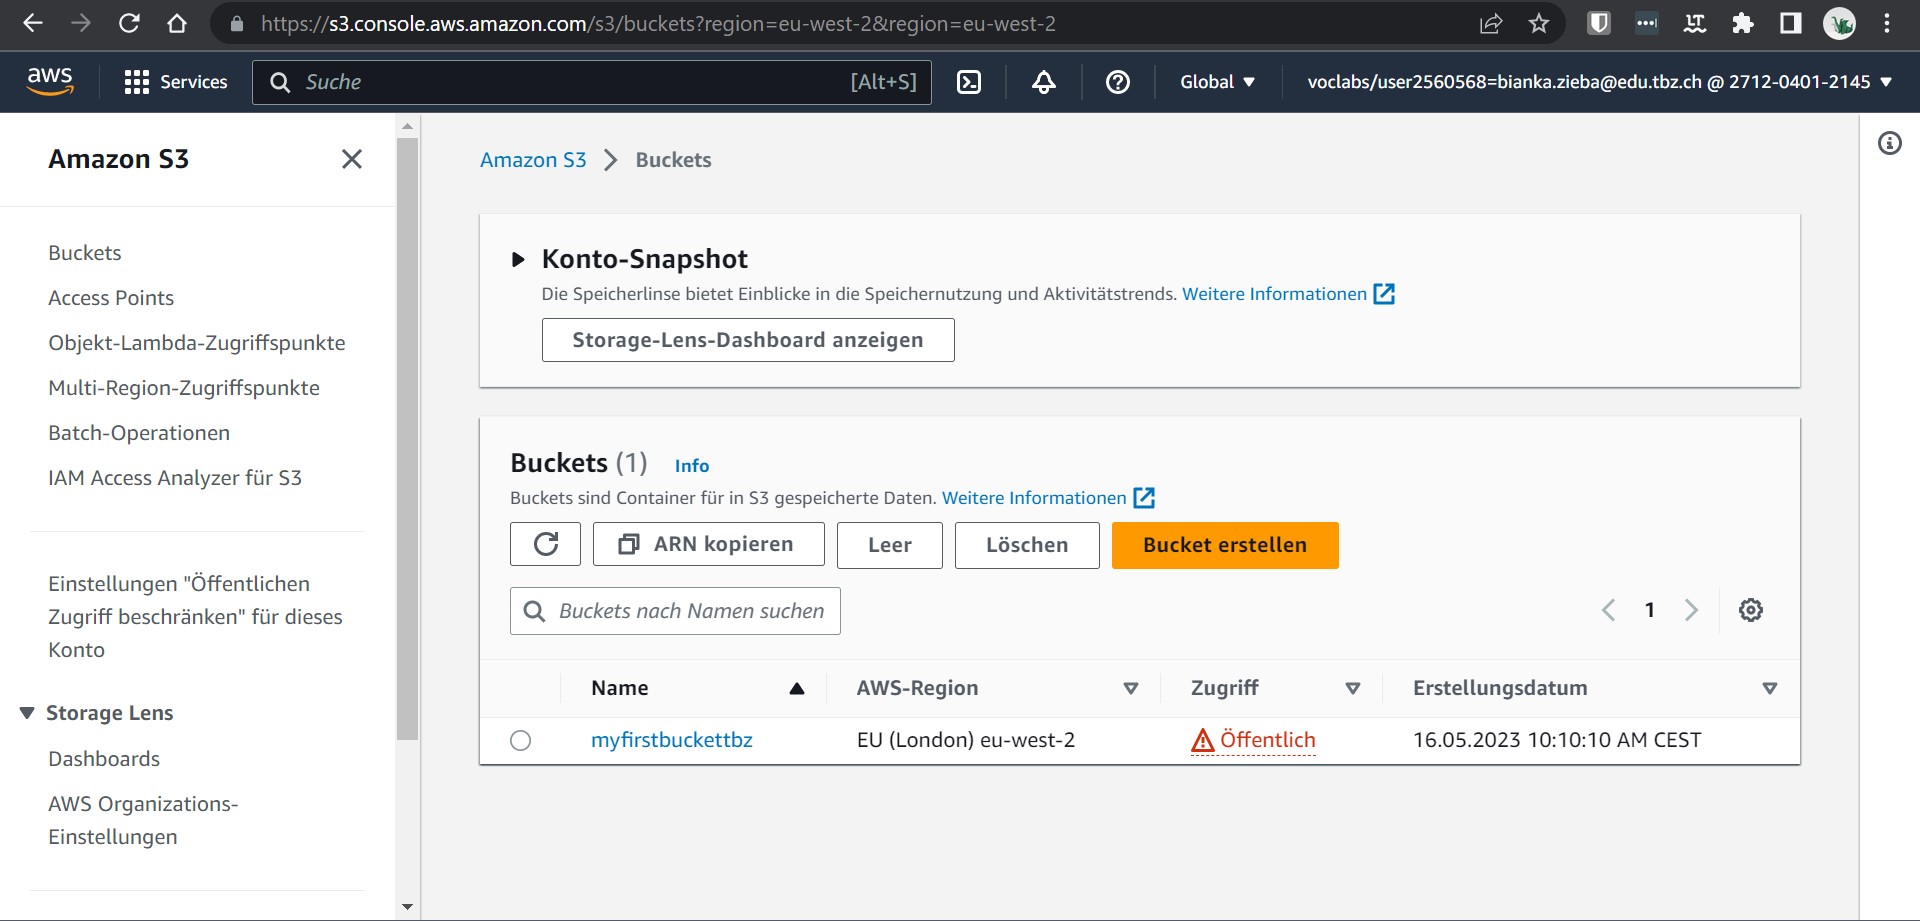 https://s3.console.aws.amazon.com/s3/buckets?region=eu-west-2&region=eu-west-2
aws
Services
Suche
[Alt+S]
Global
voclabs/user2560568=bianka.zieba@edu.tbz.ch @ 2712-0401-2145
Amazon S3
Buckets
Access Points
Objekt-Lambda-Zugriffspunkte
Multi-Region-Zugriffspunkte
Batch-Operationen
IAM Access Analyzer für S3
Einstellungen "Öffentlichen
Zugriff beschränken" für dieses
Konto
Storage Lens
Dashboards
AWS Organizations-
Einstellungen
Amazon S3 > Buckets
Konto-Snapshot
Die Speicherlinse bietet Einblicke in die Speichernutzung und Aktivitätstrends. Weitere Informationen
Storage-Lens-Dashboard anzeigen
Buckets (1) Info
Buckets sind Container für in S3 gespeicherte Daten. Weitere Informationen
ARN kopieren
Leer
Löschen
Bucket erstellen
Buckets nach Namen suchen
1
Name AWS-Region Zugriff Erstellungsdatum
myfirstbuckettbz EU (London) eu-west-2 Öffentlich 16.05.2023 10:10:10 AM CEST